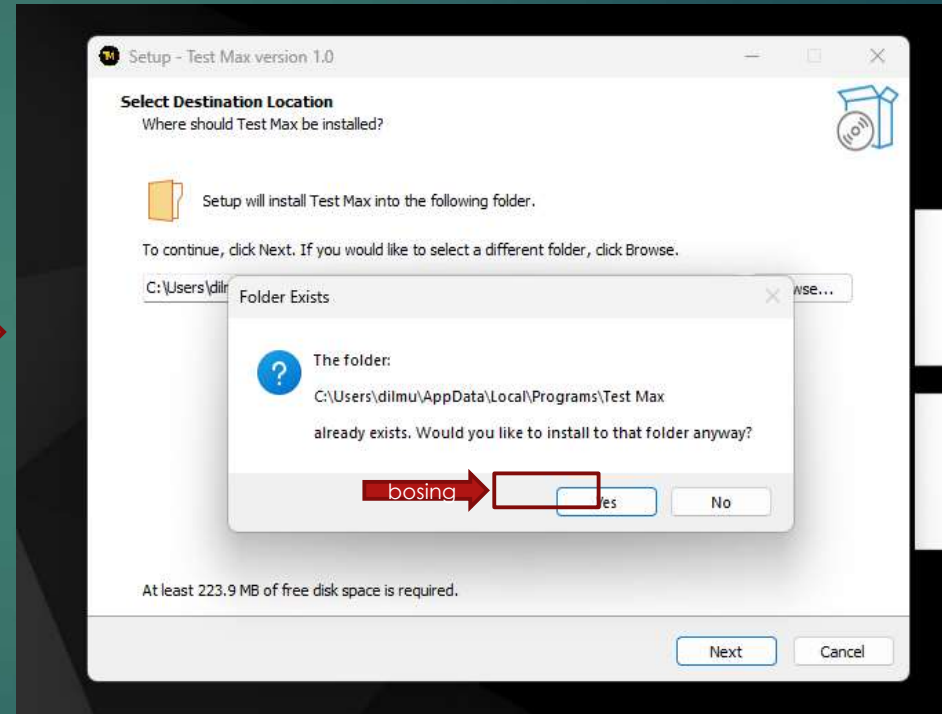 Setup - Test Max version 1.0
Select Destination Location
Where should Test Max be installed?
Setup will install Test Max into the following folder.
To continue, click Next. If you would like to select a different folder, click Browse.
C:\Users\dilm
wse...
Folder Exists
The folder:
C:\Users\dilmu\AppData\Local\Programs\Test Max
already exists. Would you like to install to that folder anyway?
bosing
Yes No
At least 223.9 MB of free disk space is required.
Next Cancel